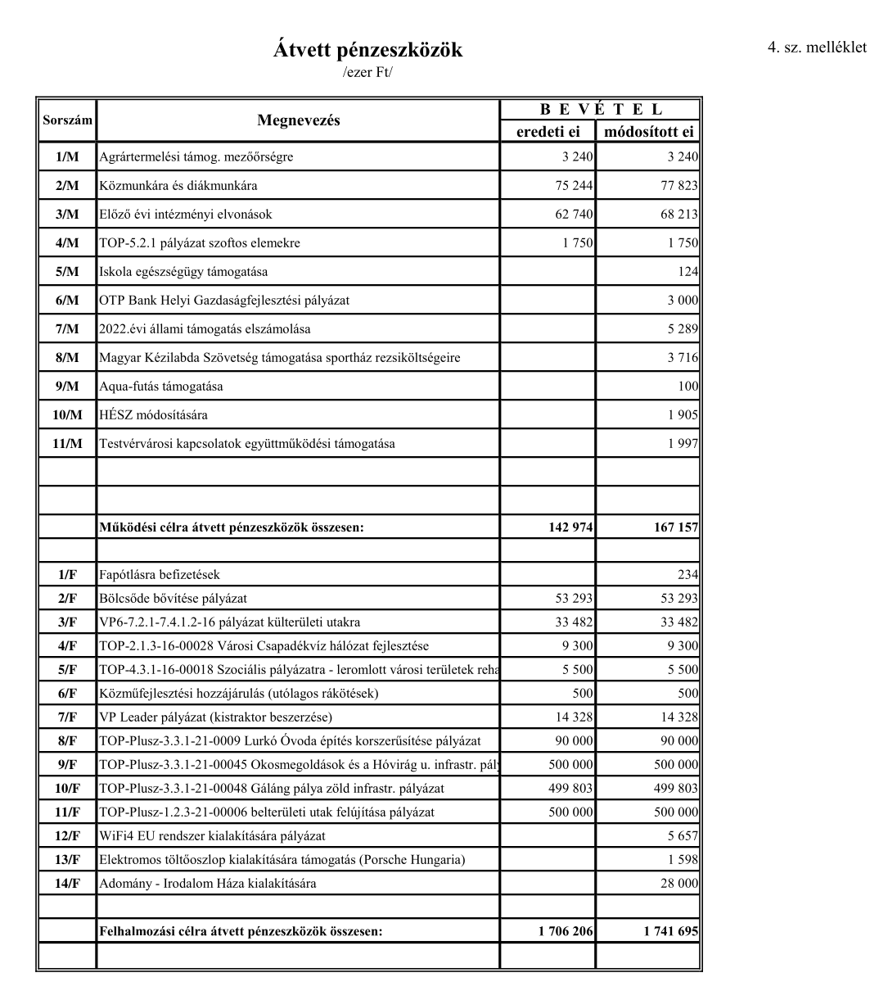 Átvett pénzeszközök
4. sz. melléklet
/ezer Ft/
Sorszám Megnevezés B E V É T E L
eredeti ei módosított ei
1/M Agrártermelési támog. mezőőrségre 3 240 3 240
2/M Közmunkára és diákmunkára 75 244 77 823
3/M Előző évi intézményi elvonások 62 740 68 213
4/M TOP-5.2.1 pályázat szoftos elemekre 1 750 1 750
5/M Iskola egészségügy támogatása 124
6/M OTP Bank Helyi Gazdaságfejlesztési pályázat 3 000
7/M 2022.évi állami támogatás elszámolása 5 289
8/M Magyar Kézilabda Szövetség támogatása sportház rezsiköltségeire 3 716
9/M Aqua-futás támogatása 100
10/M HÉSZ módosítására 1 905
11/M Testvérvárosi kapcsolatok együttműködési támogatása 1 997
Működési célra átvett pénzeszközök összesen: 142 974 167 157
1/F Fapótlásra befizetések 234
2/F Bölcsőde bővítése pályázat 53 293 53 293
3/F VP6-7.2.1-7.4.1.2-16 pályázat külterületi utakra 33 482 33 482
4/F TOP-2.1.3-16-00028 Városi Csapadékvíz hálózat fejlesztése 9 300 9 300
5/F TOP-4.3.1-16-00018 Szociális pályázatra - leromlott városi területek reha 5 500 5 500
6/F Közműfejlesztési hozzájárulás (utólagos rákötések) 500 500
7/F VP Leader pályázat (kistraktor beszerzése) 14 328 14 328
8/F TOP-Plusz-3.3.1-21-0009 Lurkó Óvoda építés korszerűsítése pályázat 90 000 90 000
9/F TOP-Plusz-3.3.1-21-00045 Okosmegoldások és a Hóvirág u. infrastr. pály 500 000 500 000
10/F TOP-Plusz-3.3.1-21-00048 Gáláng pálya zöld infrastr. pályázat 499 803 499 803
11/F TOP-Plusz-1.2.3-21-00006 belterületi utak felújítása pályázat 500 000 500 000
12/F WiFi4 EU rendszer kialakítására pályázat 5 657
13/F Elektromos töltőoszlop kialakítására támogatás (Porsche Hungaria) 1 598
14/F Adomány - Irodalom Háza kialakítására 28 000
Felhalmozási célra átvett pénzeszközök összesen: 1 706 206 1 741 695